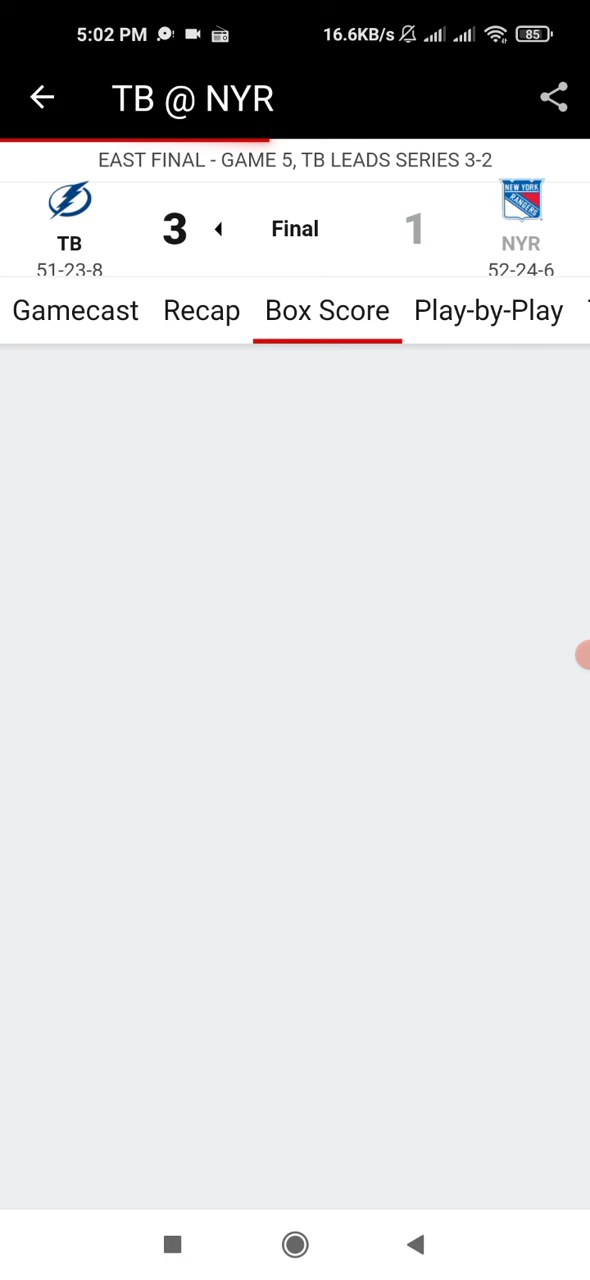 5:02 PM 16.6KB/s 85
TB @ NYR
EAST FINAL - GAME 5, TB LEADS SERIES 3-2
3 Final 1
NEW YORK
RANGERS
TB NYR
51-23-8 52-24-6
Gamecast Recap Box Score Play-by-Play